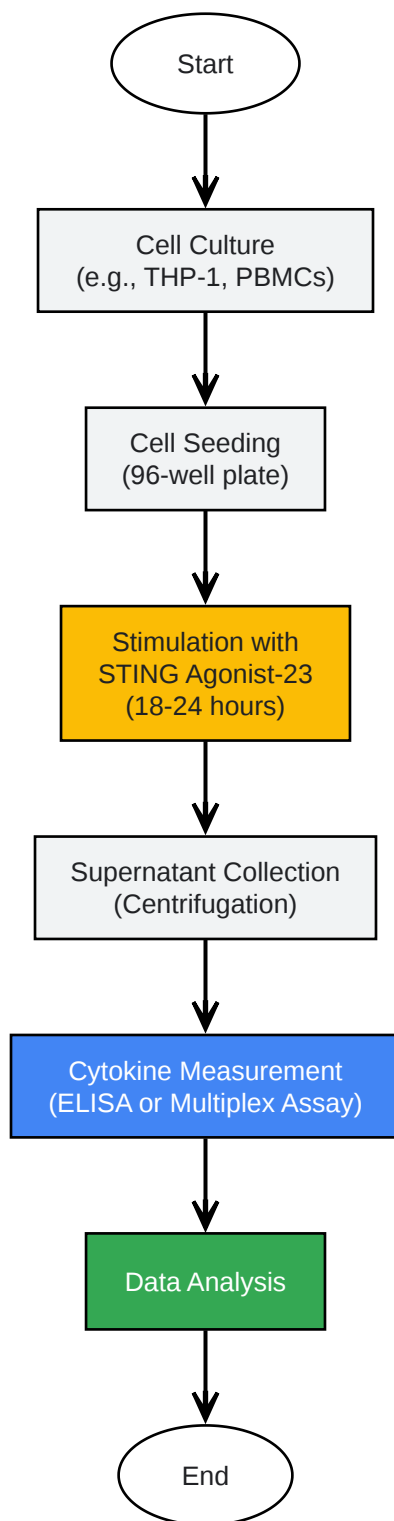 Start
Cell Culture
(e.g., THP-1, PBMCs)
Cell Seeding
(96-well plate)
Stimulation with
STING Agonist-23
(18-24 hours)
Supernatant Collection
(Centrifugation)
Cytokine Measurement
(ELISA or Multiplex Assay)
Data Analysis
End